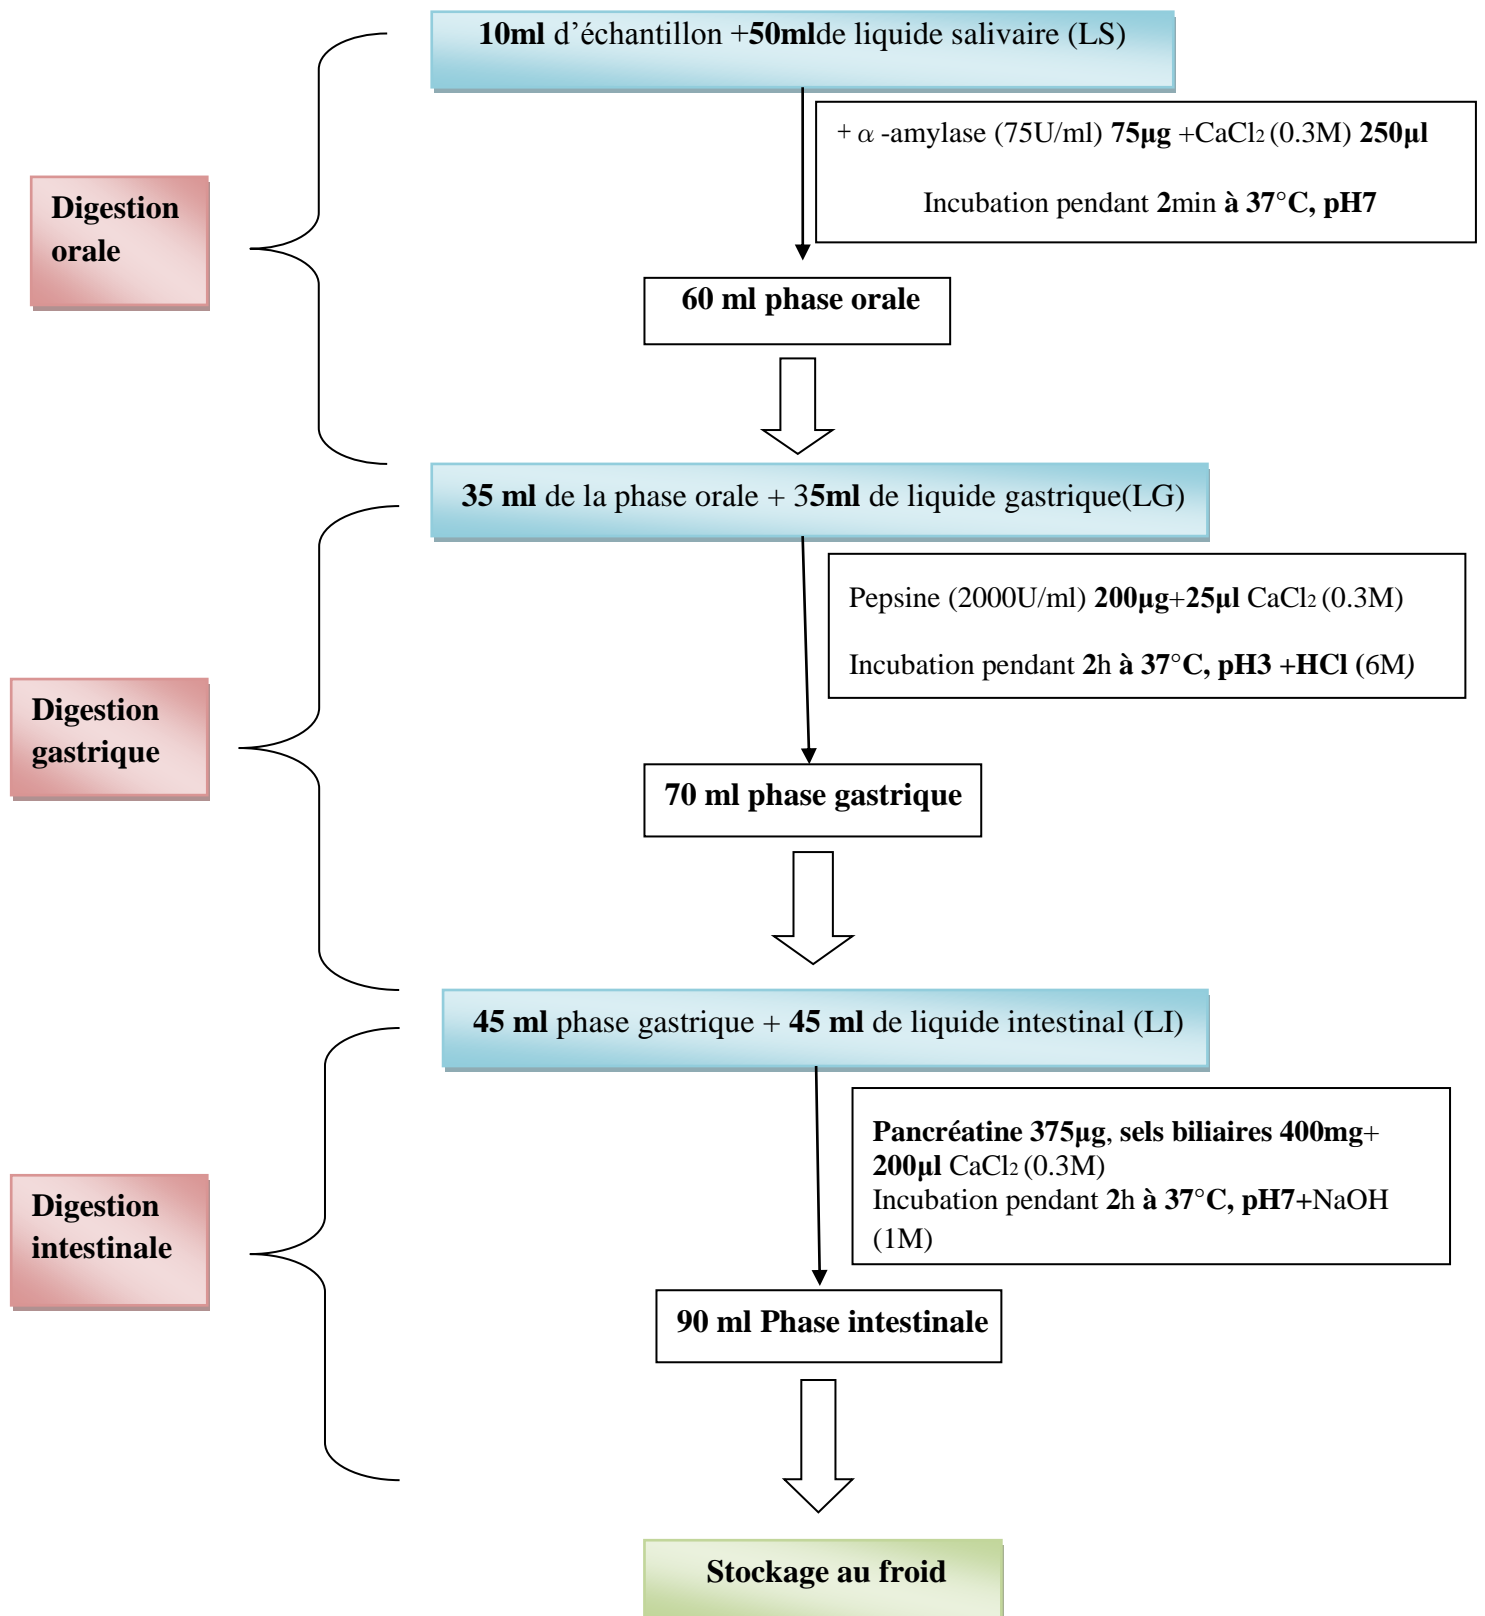 10ml d’échantillon +50mlde liquide salivaire (LS)
+ α -amylase (75U/ml) 75µg +CaCl2 (0.3M) 250µl
Incubation pendant 2min à 37°C, pH7
Digestion
orale
60 ml phase orale
35 ml de la phase orale + 35ml de liquide gastrique(LG)
Pepsine (2000U/ml) 200µg+25µl CaCl2 (0.3M)
Incubation pendant 2h à 37°C, pH3 +HCl (6M)
Digestion
gastrique
70 ml phase gastrique
45 ml phase gastrique + 45 ml de liquide intestinal (LI)
Pancréatine 375µg, sels biliaires 400mg+
200µl CaCl2 (0.3M)
Incubation pendant 2h à 37°C, pH7+NaOH
(1M)
Digestion
intestinale
90 ml Phase intestinale
Stockage au froid